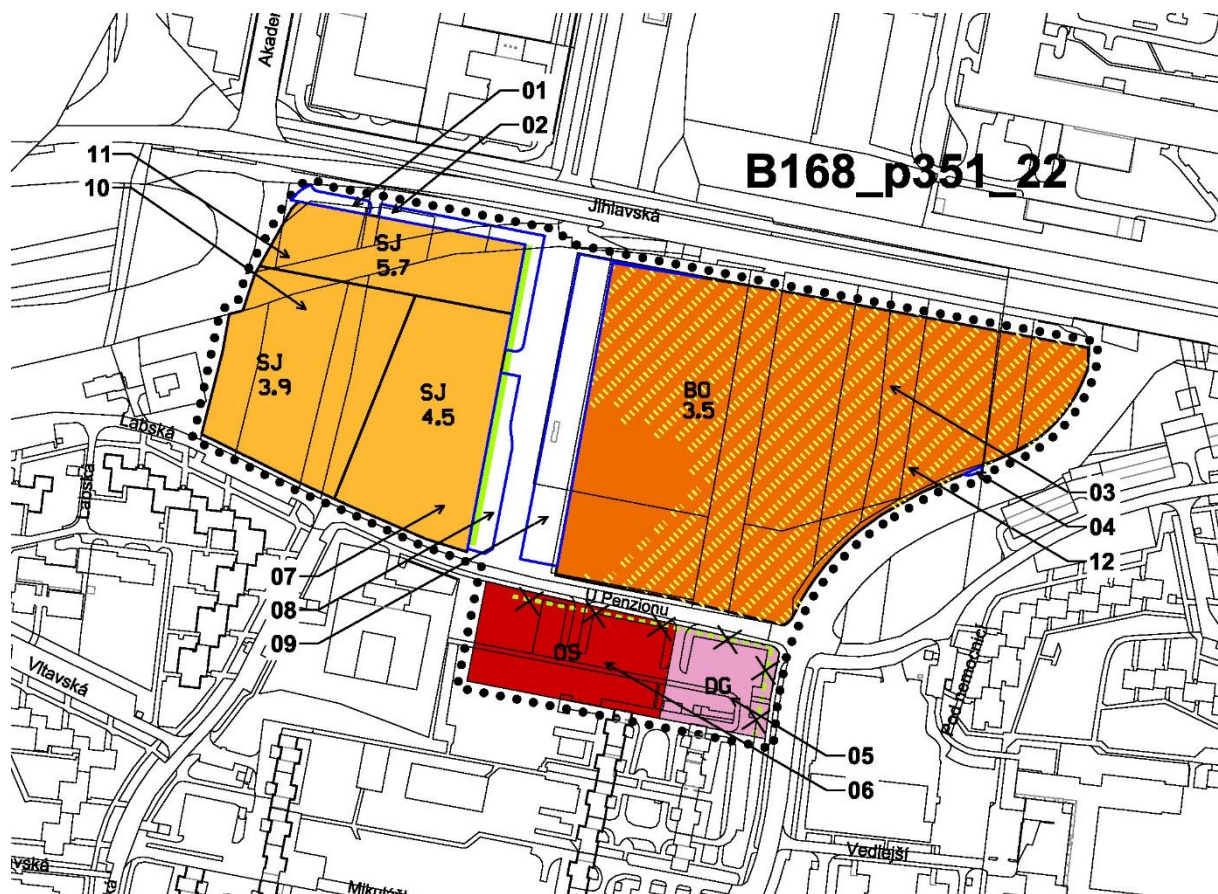 Akader
01
02
11
10
B168_p351_22
Jihlavská
SJ
5.7
SJ
3.9
SJ
4.5
BO
3.5
Labská
Labská
03
04
12
07
08
09
U Penzionu
OS
DG
Vltavská
Pod nemocnicí
05
06
Vedlejší